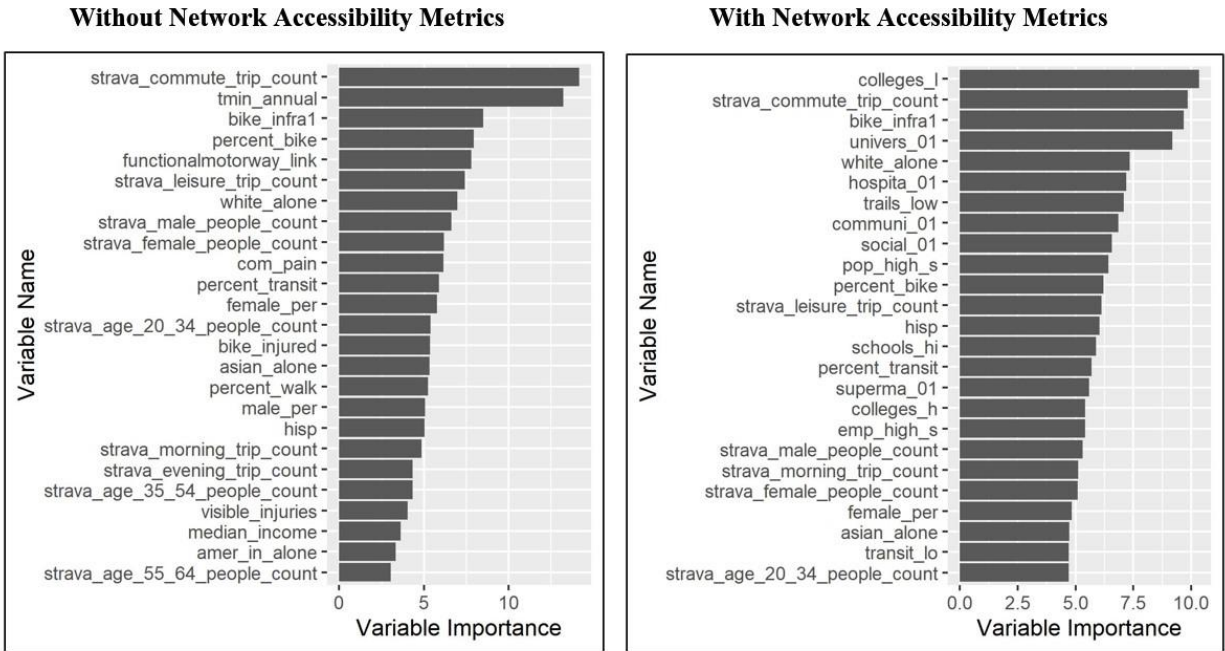 Without Network Accessibility Metrics
Variable Name
strava_commute_trip_count
tmin_annual
bike_infra1
percent_bike
functionalmotorway_link
strava_leisure_trip_count
white_alone
strava_male_people_count
strava_female_people_count
com_pain
percent_transit
female_per
strava_age_20_34_people_count
bike_injured
asian_alone
percent_walk
male_per
hisp
strava_morning_trip_count
strava_evening_trip_count
strava_age_35_54_people_count
visible_injuries
median_income
amer_in_alone
strava_age_55_64_people_count
0 5 10
Variable Importance
With Network Accessibility Metrics
Variable Name
colleges_l
strava_commute_trip_count
bike_infra1
univers_01
white_alone
hospita_01
trails_low
communi_01
social_01
pop_high_s
percent_bike
strava_leisure_trip_count
hisp
schools_hi
percent_transit
superma_01
colleges_h
emp_high_s
strava_male_people_count
strava_morning_trip_count
strava_female_people_count
female_per
asian_alone
transit_lo
strava_age_20_34_people_count
0.0 2.5 5.0 7.5 10.0
Variable Importance